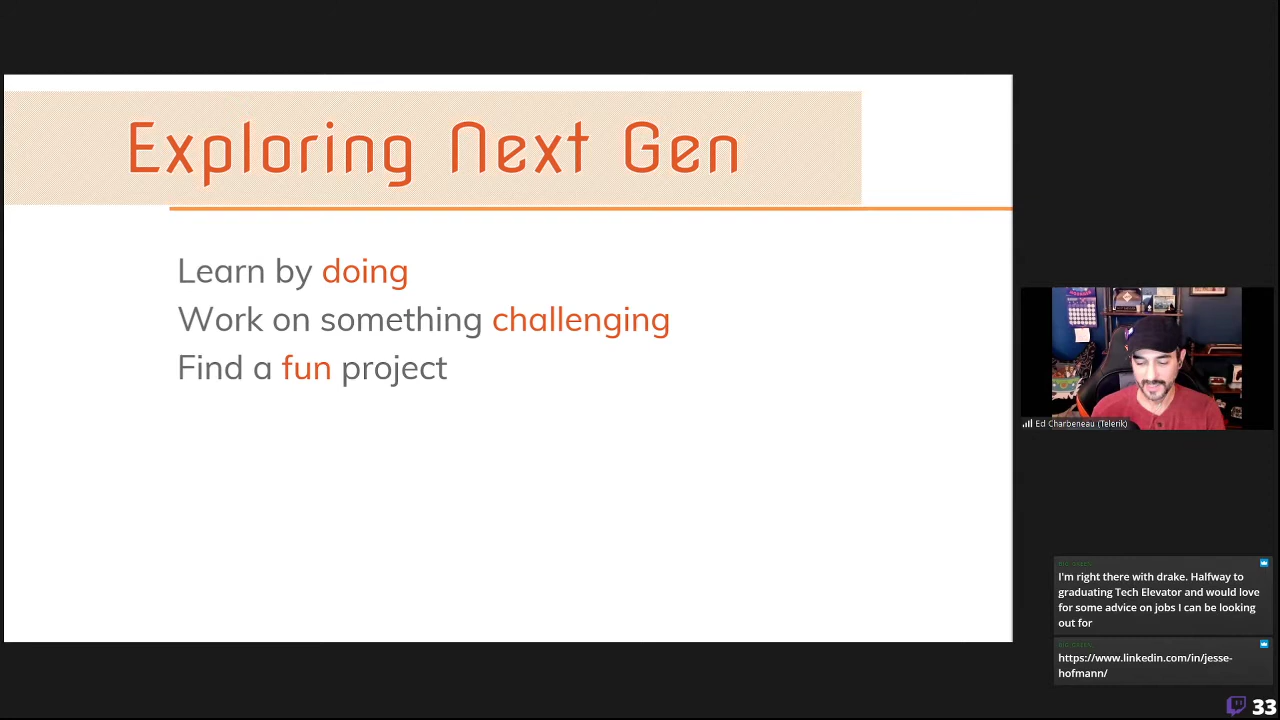 Exploring Next Gen
Learn by doing
Work on something challenging
Find a fun project
Ed Charbeneau (Telerik)
I'm right there with drake. Halfway to
graduating Tech Elevator and would love
for some advice on jobs I can be looking
out for
https://www.linkedin.com/in/jesse-
hofmann/
33